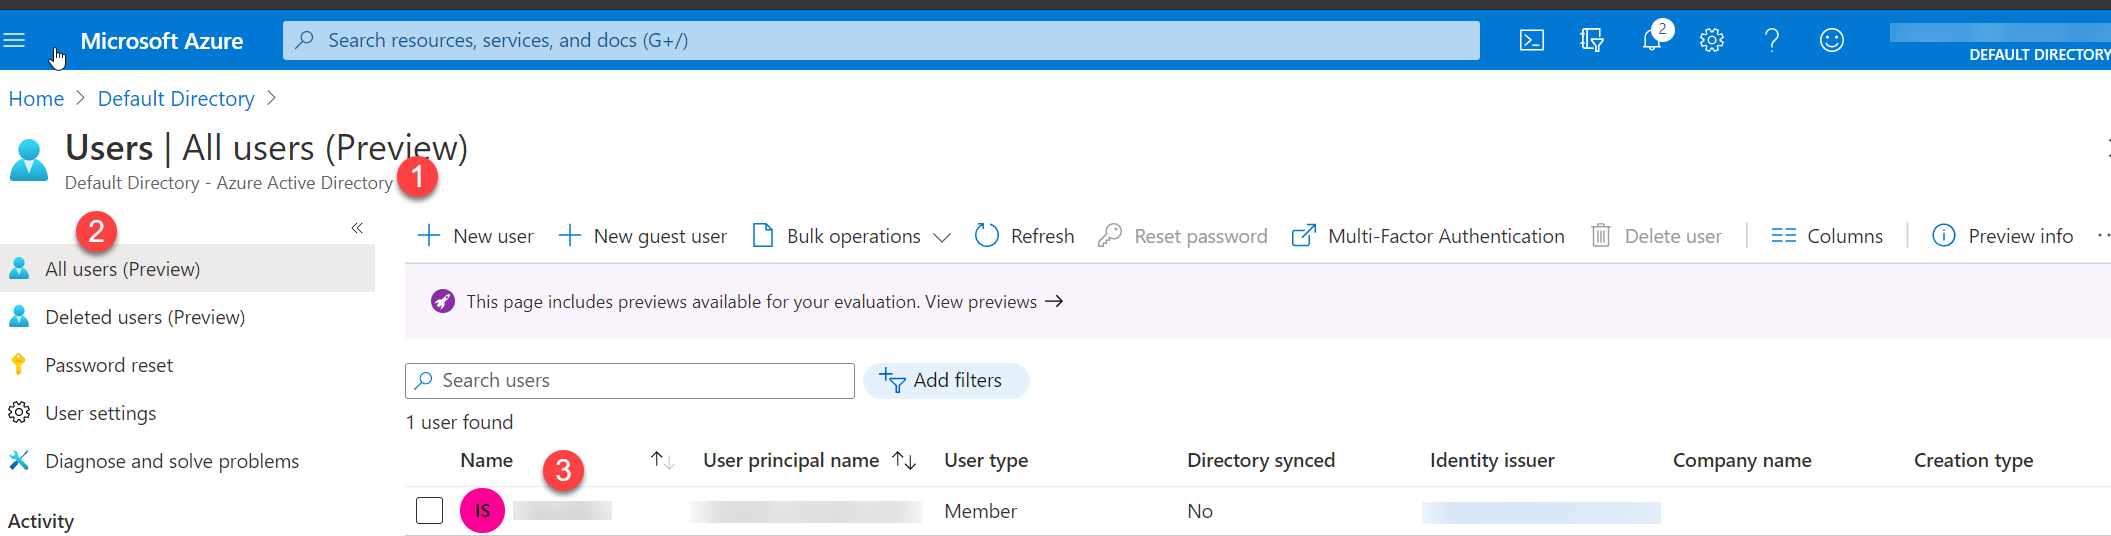 Microsoft Azure
Search resources, services, and docs (G+/)
2
DEFAULT DIRECTORY
Home > Default Directory >
Users | All users (Preview)
Default Directory - Azure Active Directory
1
2
«
New user
New guest user
Bulk operations
Refresh
Reset password
Multi-Factor Authentication
Delete user
Columns
Preview info
All users (Preview)
Deleted users (Preview)
Password reset
User settings
Diagnose and solve problems
Activity
This page includes previews available for your evaluation. View previews →
Search users
Add filters
1 user found
Name
3
User principal name
User type
Directory synced
Identity issuer
Company name
Creation type
IS
Member
No